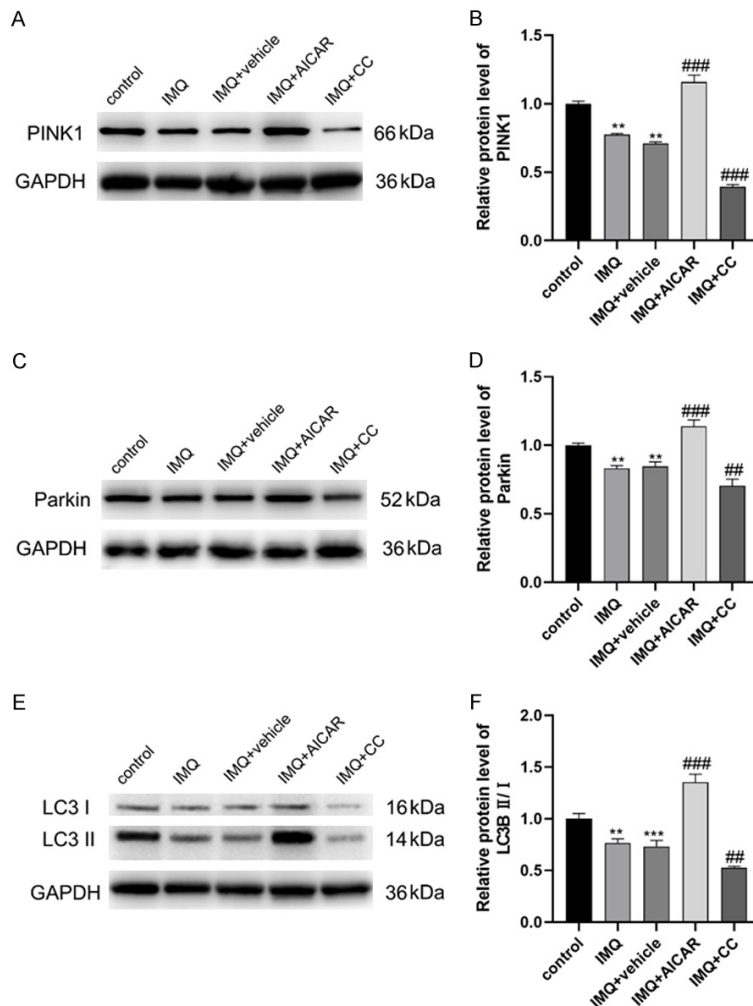 A
control
IMQ
IMQ+vehicle
IMQ+AICAR
IMQ+CC
PINK1
66 kDa
GAPDH
36 kDa
B
Relative protein level of
PINK1
1.5
1.0
0.5
0.0
**
**
###
###
control
IMQ
IMQ+vehicle
IMQ+AICAR
IMQ+CC
C
control
IMQ
IMQ+vehicle
IMQ+AICAR
IMQ+CC
Parkin
52 kDa
GAPDH
36 kDa
D
Relative protein level of
Parkin
1.5
1.0
0.5
0.0
**
**
###
##
control
IMQ
IMQ+vehicle
IMQ+AICAR
IMQ+CC
E
control
IMQ
IMQ+vehicle
IMQ+AICAR
IMQ+CC
LC3 I
16 kDa
LC3 II
14 kDa
GAPDH
36 kDa
F
Relative protein level of
LC3B II/ I
2.0
1.5
1.0
0.5
0.0
**
***
###
##
control
IMQ
IMQ+vehicle
IMQ+AICAR
IMQ+CC